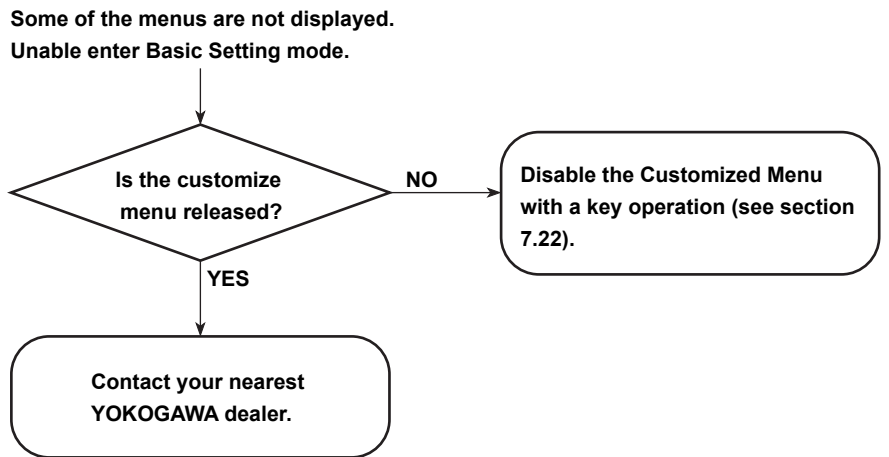 Some of the menus are not displayed.
Unable enter Basic Setting mode.
Is the customize
menu released?
NO
Disable the Customized Menu
with a key operation (see section
7.22).
YES
Contact your nearest
YOKOGAWA dealer.